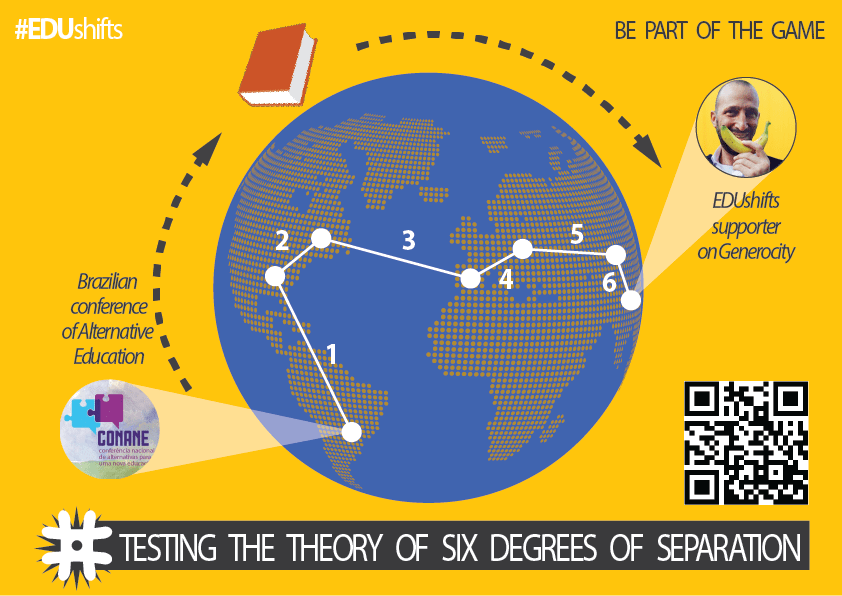 #EDUshifts
BE PART OF THE GAME
EDUshifts
supporter
on Generocity
2
3
5
4
6
1
Brazilian
conference
of Alternative
Education
CONANE
conferência nacional
de alternativas para
uma nova educação
TESTING THE THEORY OF SIX DEGREES OF SEPARATION